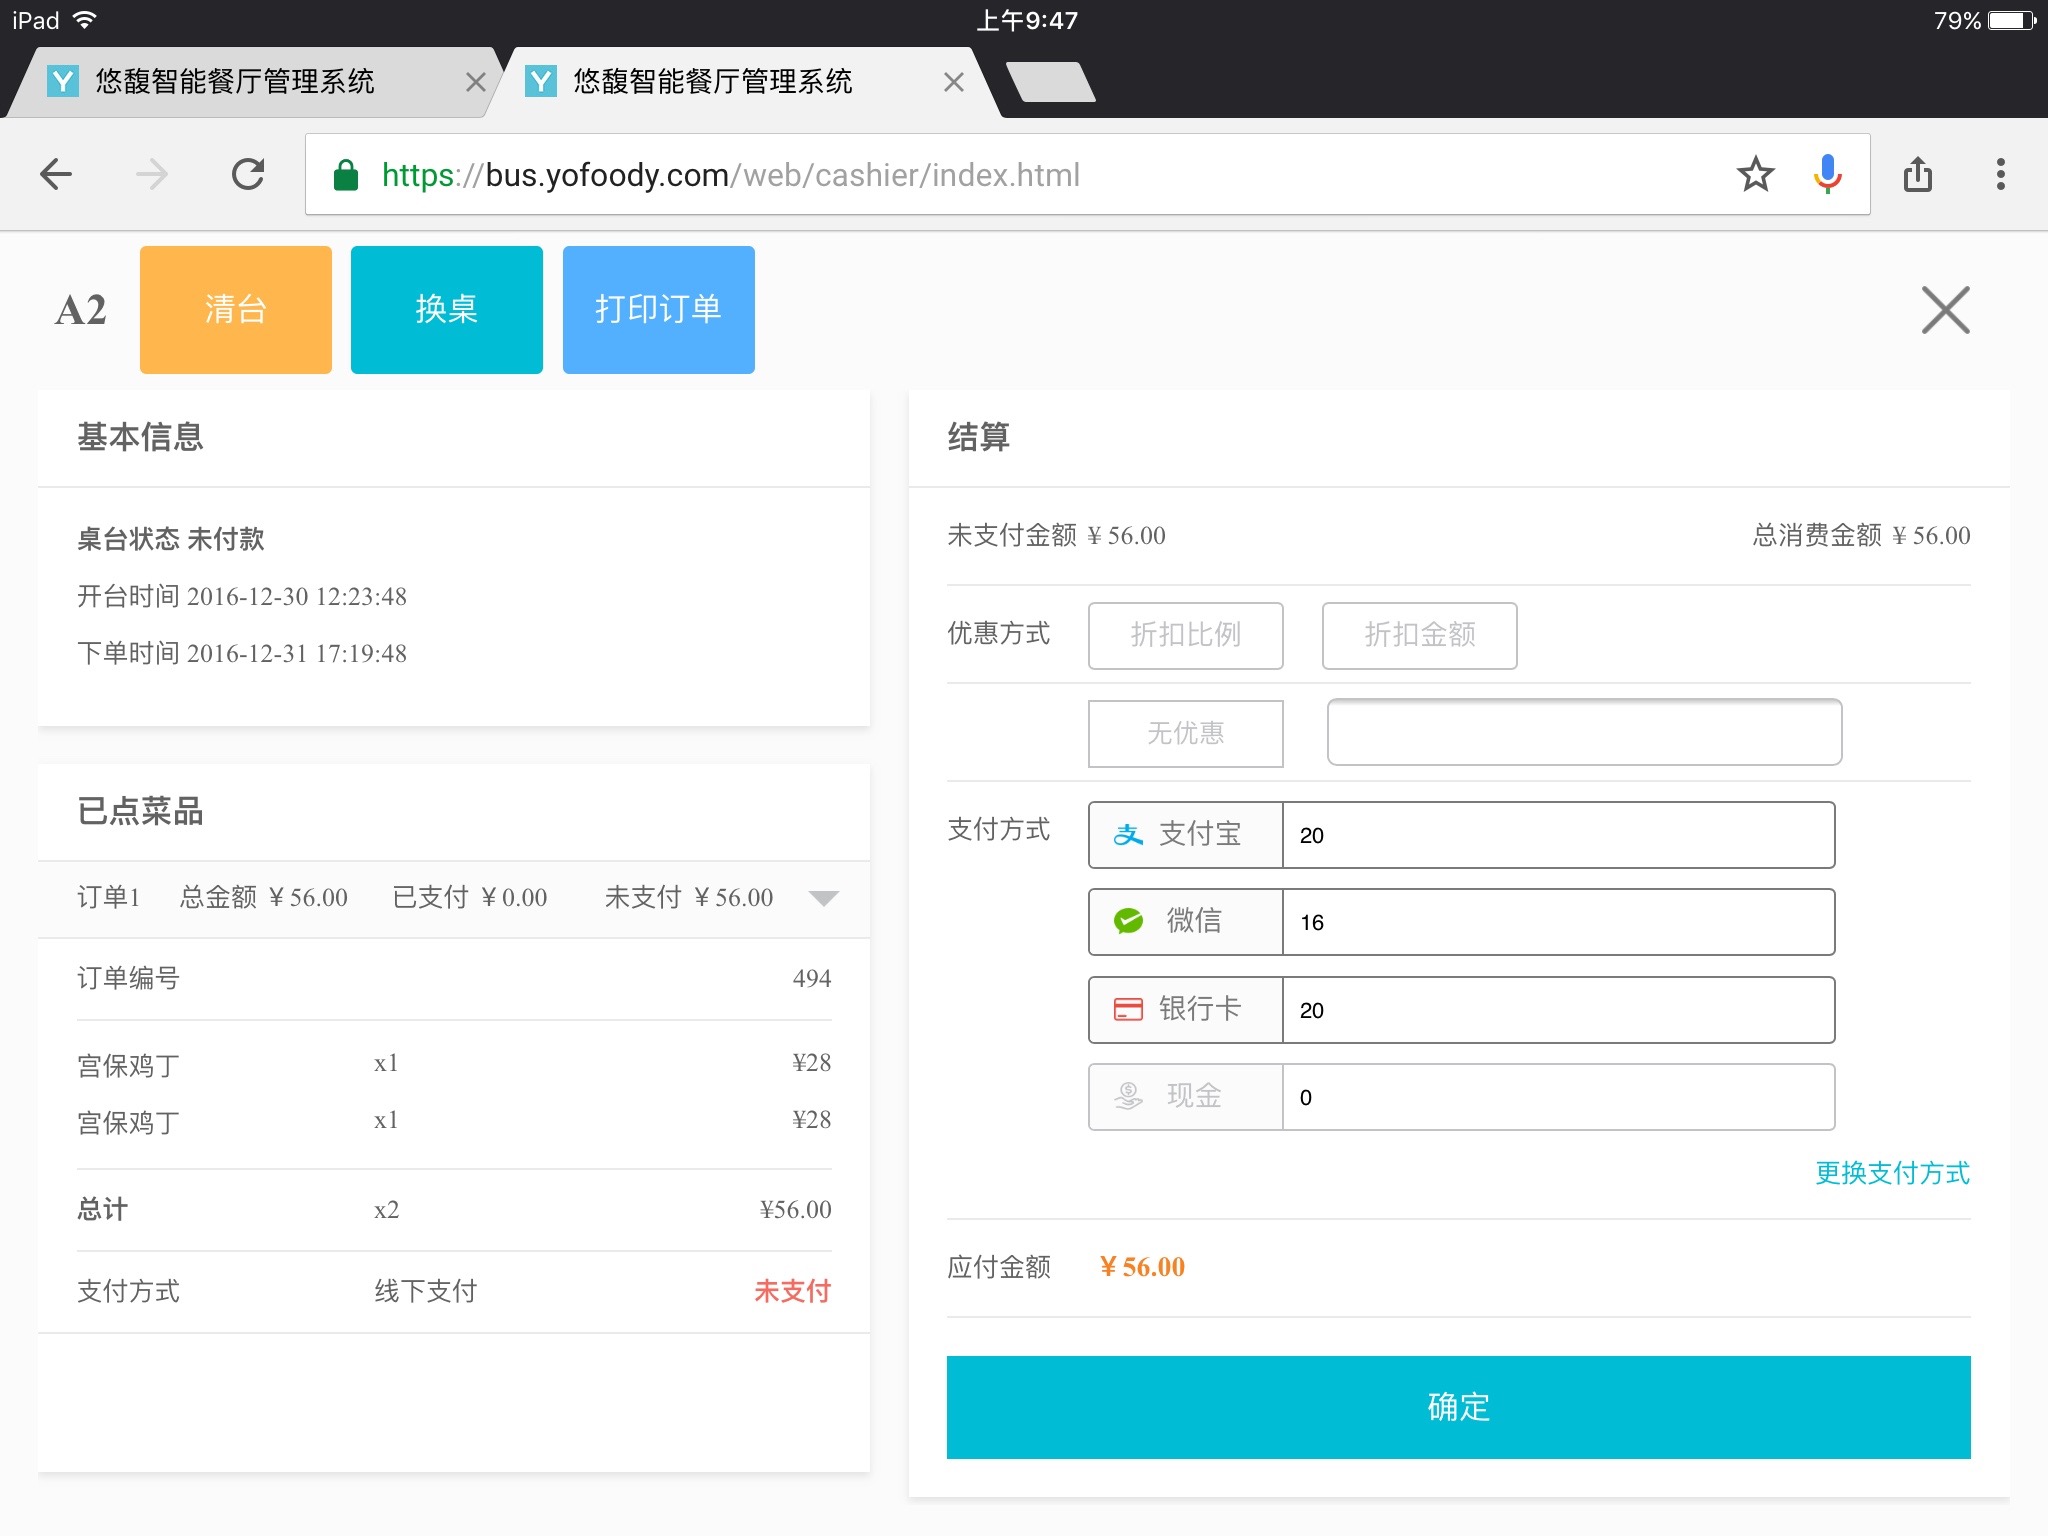 iPad
上午9:47
79%
悠馥智能餐厅管理系统
悠馥智能餐厅管理系统
https://bus.yofoody.com/web/cashier/index.html
A2
清台
换桌
打印订单
基本信息
桌台状态 未付款
开台时间 2016-12-30 12:23:48
下单时间 2016-12-31 17:19:48
已点菜品
订单1 总金额 ¥56.00 已支付 ¥0.00 未支付 ¥56.00
订单编号 494
宫保鸡丁 x1 ¥28
宫保鸡丁 x1 ¥28
总计 x2 ¥56.00
支付方式 线下支付 未支付
结算
未支付金额 ¥56.00 总消费金额 ¥56.00
优惠方式 折扣比例 折扣金额
无优惠
支付方式 支付宝 20
微信 16
银行卡 20
现金 0
更换支付方式
应付金额 ¥56.00
确定